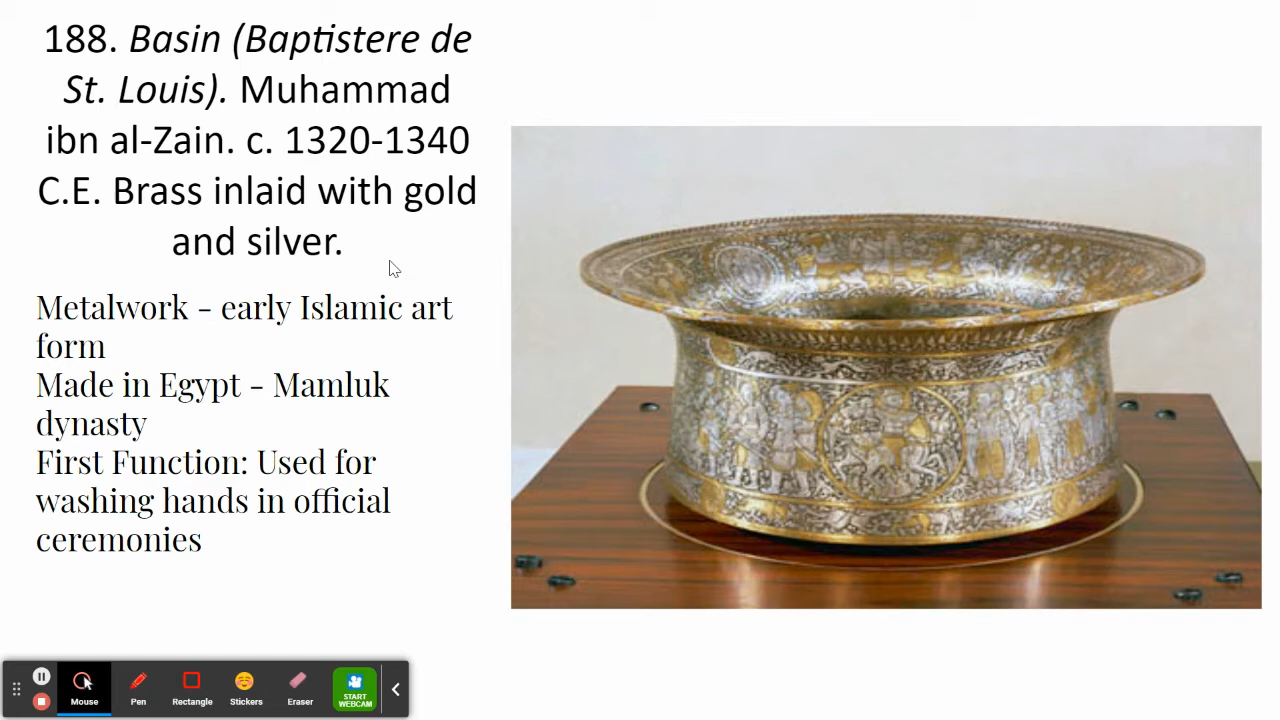 188. Basin (Baptistere de
St. Louis). Muhammad
ibn al-Zain. c. 1320-1340
C.E. Brass inlaid with gold
and silver.
Metalwork - early Islamic art
form
Made in Egypt - Mamluk
dynasty
First Function: Used for
washing hands in official
ceremonies
Mouse
Pen
Rectangle
Stickers
Eraser
START
WEBCAM